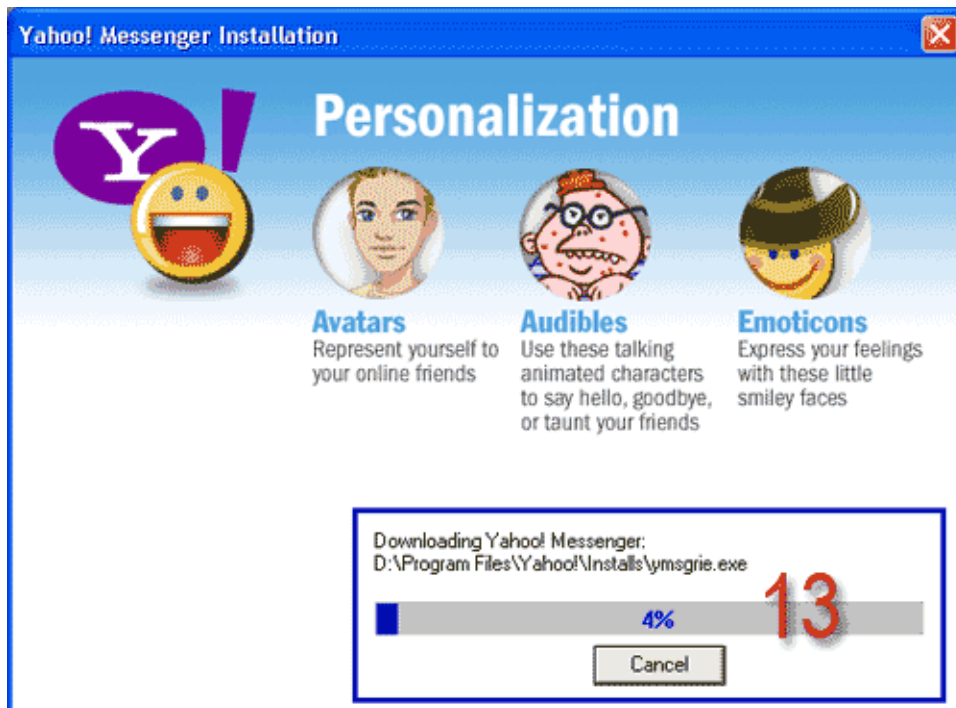 Yahoo! Messenger Installation
Y!
Personalization
Avatars
Represent yourself to
your online friends
Audibles
Use these talking
animated characters
to say hello, goodbye,
or taunt your friends
Emoticons
Express your feelings
with these little
smiley faces
Downloading Yahoo! Messenger:
D:\Program Files\Yahoo!\Installs\ymsgrie.exe
4%
13
Cancel